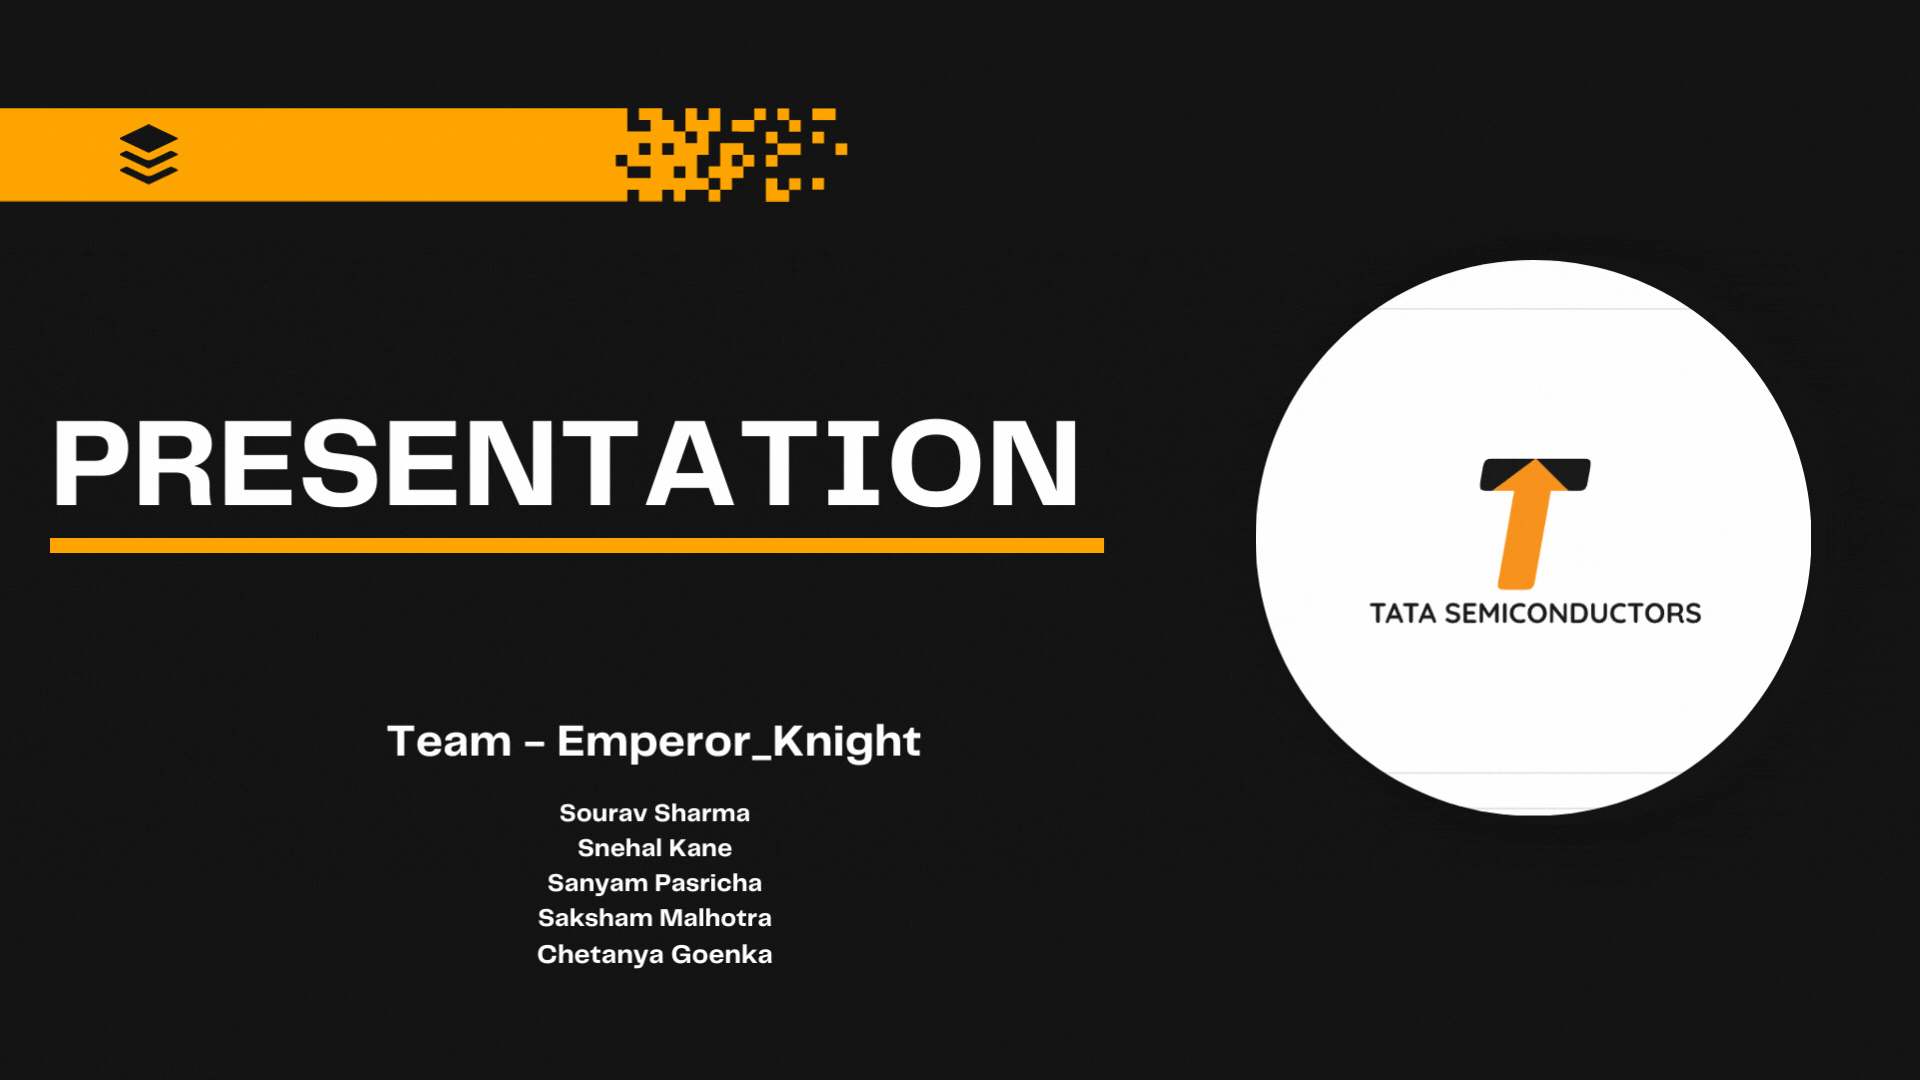 PRESENTATION
TATA SEMICONDUCTORS
Team - Emperor_Knight
Sourav Sharma
Snehal Kane
Sanyam Pasricha
Saksham Malhotra
Chetanya Goenka